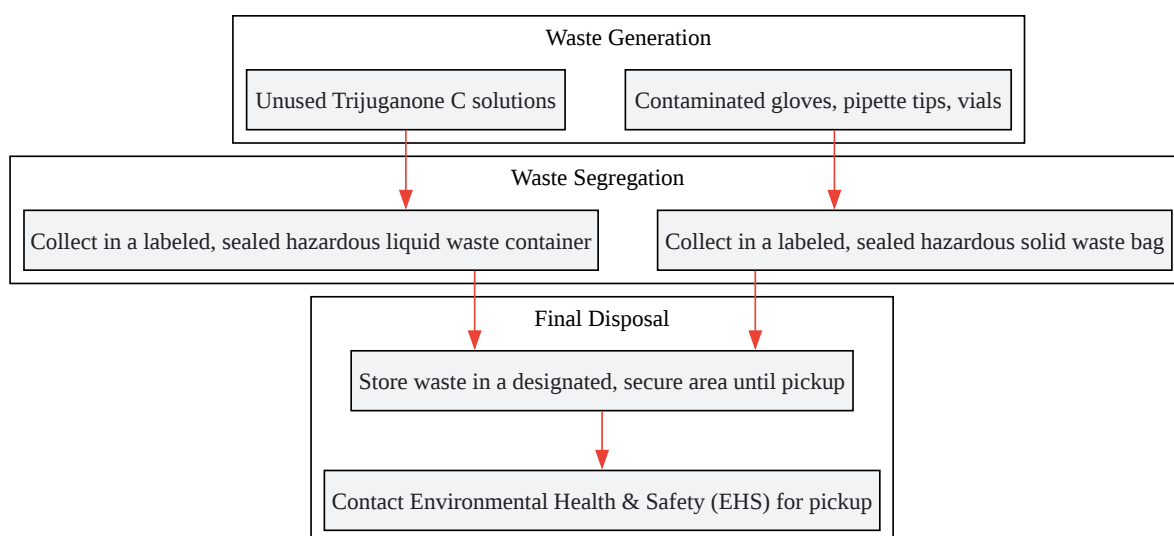 Waste Generation
Unused Trijuganone C solutions
Contaminated gloves, pipette tips, vials
Waste Segregation
Collect in a labeled, sealed hazardous liquid waste container
Collect in a labeled, sealed hazardous solid waste bag
Final Disposal
Store waste in a designated, secure area until pickup
Contact Environmental Health & Safety (EHS) for pickup